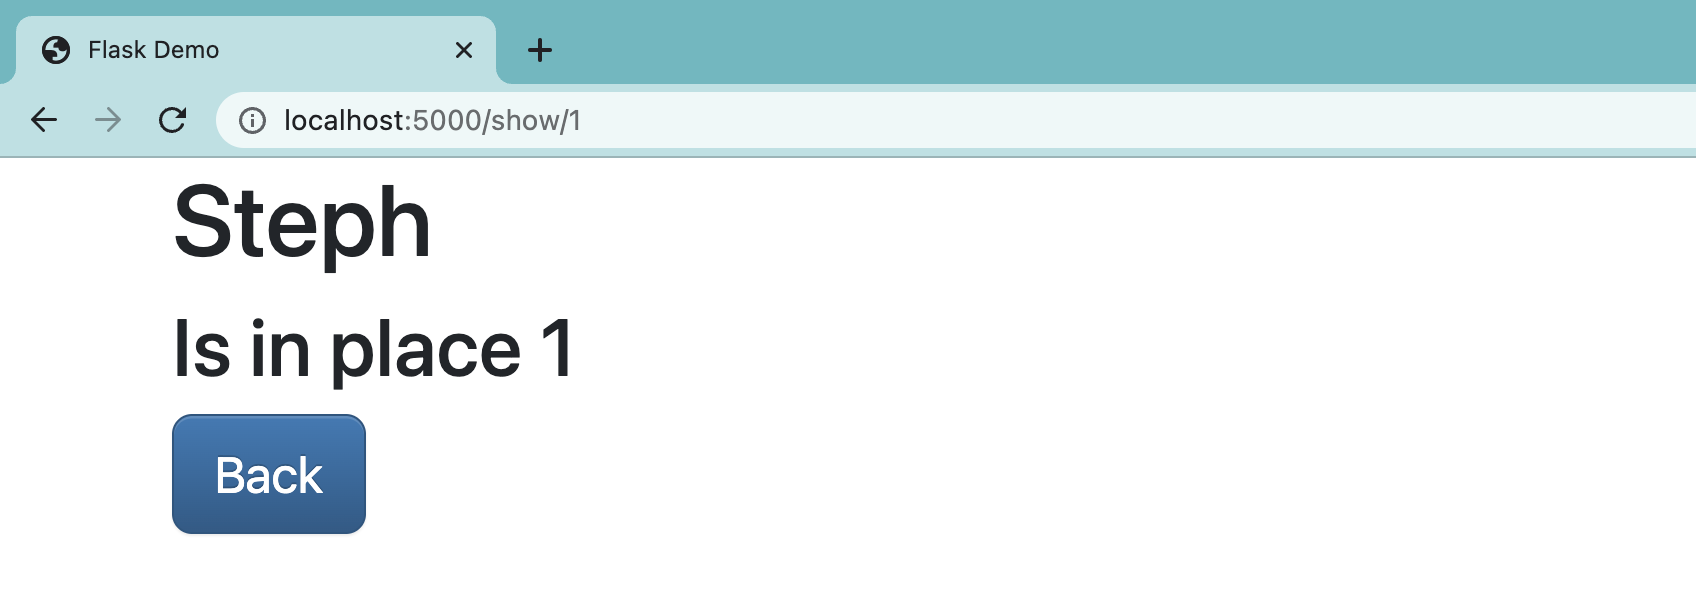 Flask Demo
localhost:5000/show/1
Steph
Is in place 1
Back